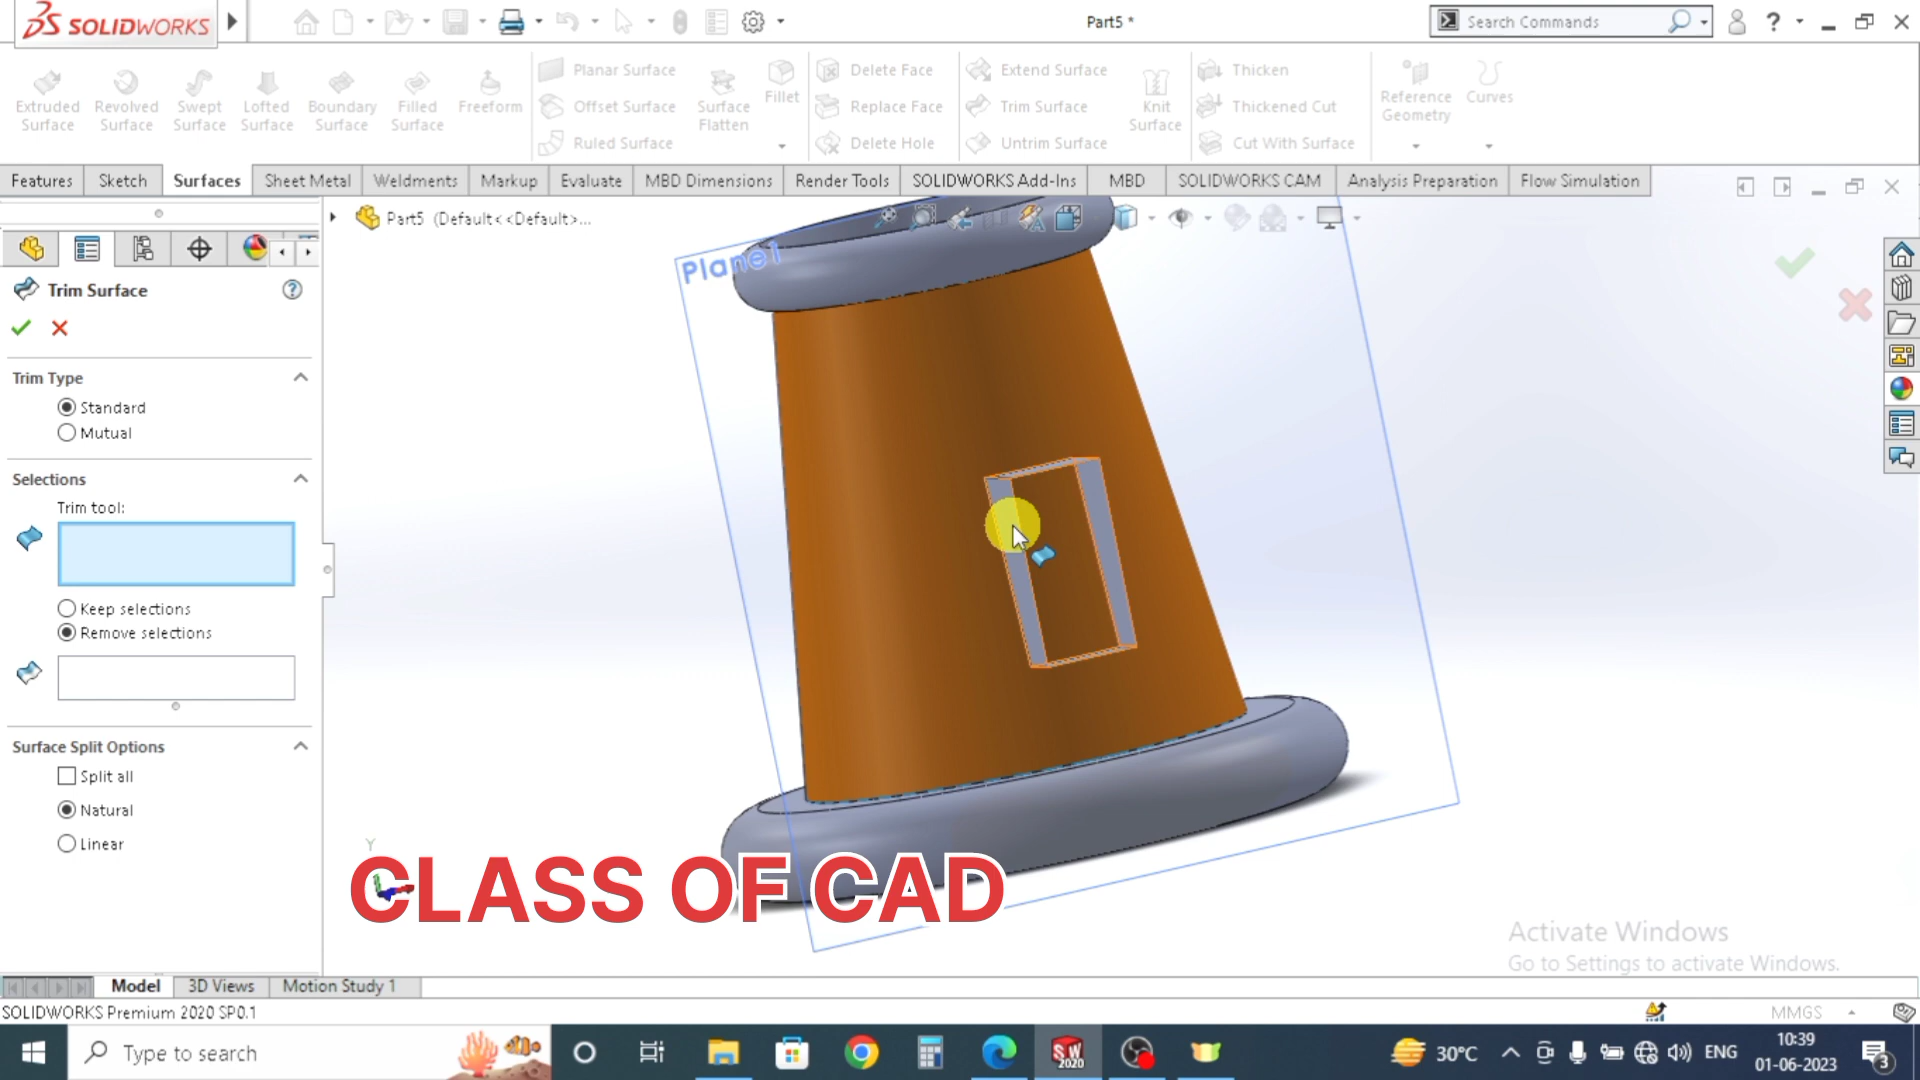 SOLIDWORKS
Part5 *
Search Commands
?
Extruded Surface
Revolved Surface
Swept Surface
Lofted Surface
Boundary Surface
Filled Surface
Freeform
Planar Surface
Offset Surface
Ruled Surface
Surface Flatten
Fillet
Delete Face
Replace Face
Delete Hole
Extend Surface
Trim Surface
Untrim Surface
Knit Surface
Thicken
Thickened Cut
Cut With Surface
Reference Geometry
Curves
Features Sketch Surfaces Sheet Metal Weldments Markup Evaluate MBD Dimensions Render Tools SOLIDWORKS Add-Ins MBD SOLIDWORKS CAM Analysis Preparation Flow Simulation
Part5 (Default<<Default>...
Plane1
Trim Surface
Trim Type
Standard
Mutual
Selections
Trim tool:
Keep selections
Remove selections
Surface Split Options
Split all
Natural
Linear
Y
CLASS OF CAD
Activate Windows
Go to Settings to activate Windows.
Model 3D Views Motion Study 1
SOLIDWORKS Premium 2020 SP0.1
MMGS
Type to search
SW
2020
30°C
ENG
10:39
01-06-2023
3